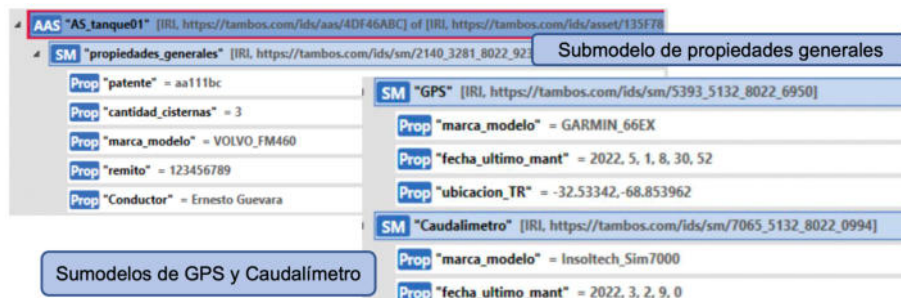 AAS "AS_tanque01" [IRI, https://tambos.com/ids/aas/4DF46ABC] of [IRI, https://tambos.com/ids/asset/135F78
SM "propiedades_generales" [IRI, https://tambos.com/ids/sm/2140_3281_8022_923
Submodelo de propiedades generales
Prop "patente" = aa111bc
Prop "cantidad_cisternas" = 3
Prop "marca_modelo" = VOLVO_FM460
Prop "remito" = 123456789
Prop "Conductor" = Ernesto Guevara
SM "GPS" [IRI, https://tambos.com/ids/sm/5393_5132_8022_6950]
Prop "marca_modelo" = GARMIN_66EX
Prop "fecha_ultimo_mant" = 2022, 5, 1, 8, 30, 52
Prop "ubicacion_TR" = -32.53342,-68.853962
SM "Caudalimetro" [IRI, https://tambos.com/ids/sm/7065_5132_8022_0994]
Prop "marca_modelo" = Insoltech_Sim7000
Prop "fecha_ultimo_mant" = 2022, 3, 2, 9, 0
Sumodelos de GPS y Caudalímetro